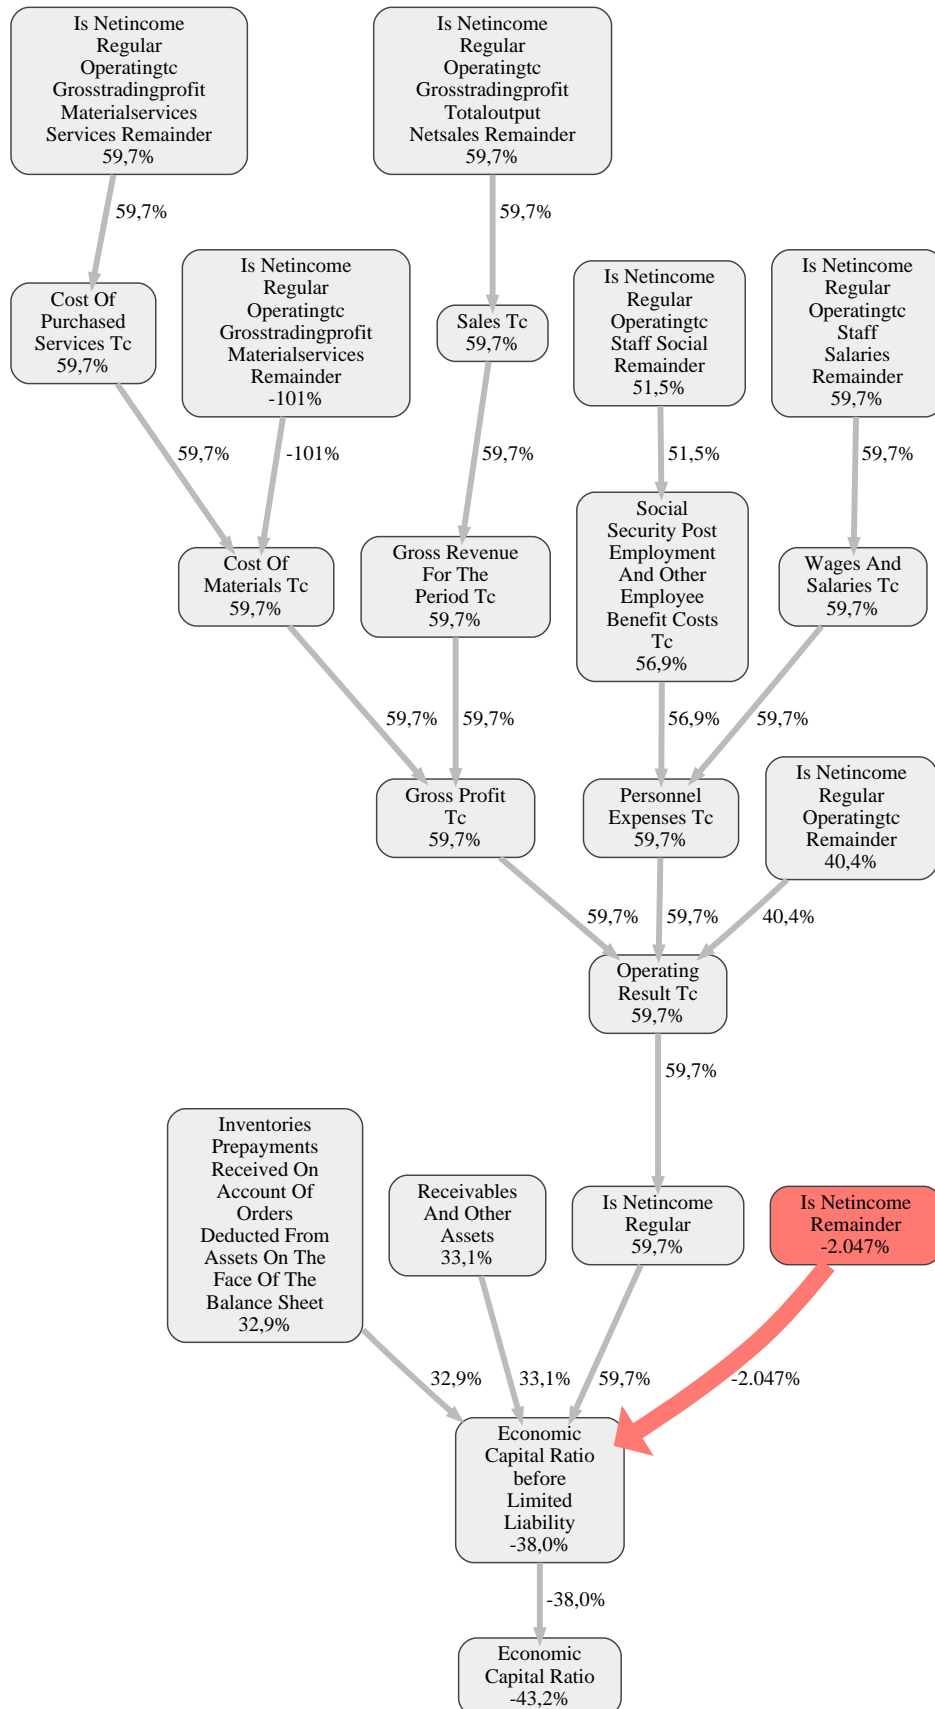 Is Netincome
Regular
Operatingtc
Grosstradingprofit
Materialservices
Services Remainder
59,7%
Is Netincome
Regular
Operatingtc
Grosstradingprofit
Totaloutput
Netsales Remainder
59,7%
59,7%
59,7%
Cost Of
Purchased
Services Tc
59,7%
Is Netincome
Regular
Operatingtc
Grosstradingprofit
Materialservices
Remainder
-101%
Sales Tc
59,7%
Is Netincome
Regular
Operatingtc
Staff Social
Remainder
51,5%
Is Netincome
Regular
Operatingtc
Staff
Salaries
Remainder
59,7%
59,7%
-101%
59,7%
51,5%
59,7%
Cost Of
Materials Tc
59,7%
Gross Revenue
For The
Period Tc
59,7%
Social
Security Post
Employment
And Other
Employee
Benefit Costs
Tc
56,9%
Wages And
Salaries Tc
59,7%
59,7%
59,7%
56,9%
59,7%
Gross Profit
Tc
59,7%
Personnel
Expenses Tc
59,7%
Is Netincome
Regular
Operatingtc
Remainder
40,4%
59,7%
59,7%
40,4%
Operating
Result Tc
59,7%
59,7%
Inventories
Prepayments
Received On
Account Of
Orders
Deducted From
Assets On The
Face Of The
Balance Sheet
32,9%
Receivables
And Other
Assets
33,1%
Is Netincome
Regular
59,7%
Is Netincome
Remainder
-2.047%
32,9%
33,1%
59,7%
-2.047%
Economic
Capital Ratio
before
Limited
Liability
-38,0%
-38,0%
Economic
Capital Ratio
-43,2%